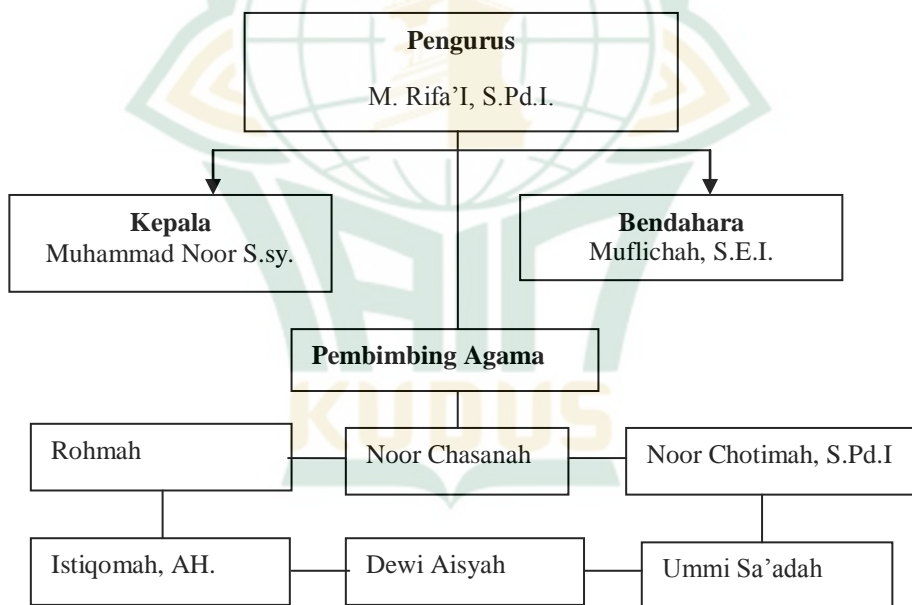 Pengurus
M. Rifa’I, S.Pd.I.
Kepala
Muhammad Noor S.sy.
Bendahara
Muflichah, S.E.I.
Pembimbing Agama
Rohmah
Noor Chasanah
Noor Chotimah, S.Pd.I
Istiqomah, AH.
Dewi Aisyah
Ummi Sa’adah
IAIN
KUDUS